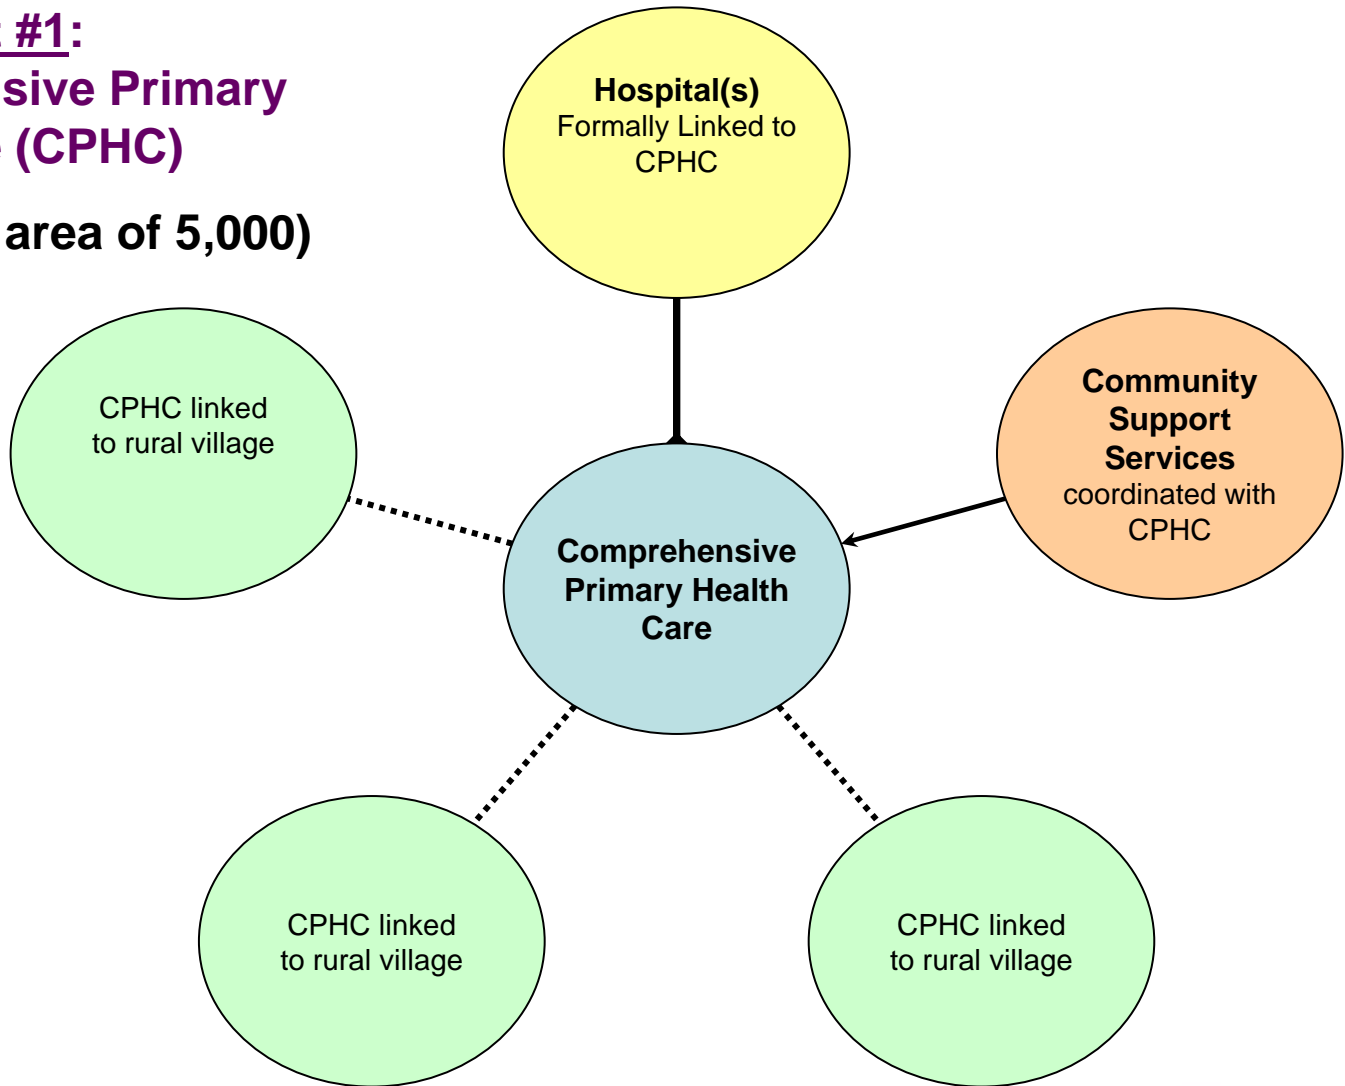 #1:
sive Primary
(CPHC)
area of 5,000)
Hospital(s)
Formally Linked to
CPHC
CPHC linked
to rural village
Community
Support
Services
coordinated with
CPHC
Comprehensive
Primary Health
Care
CPHC linked
to rural village
CPHC linked
to rural village